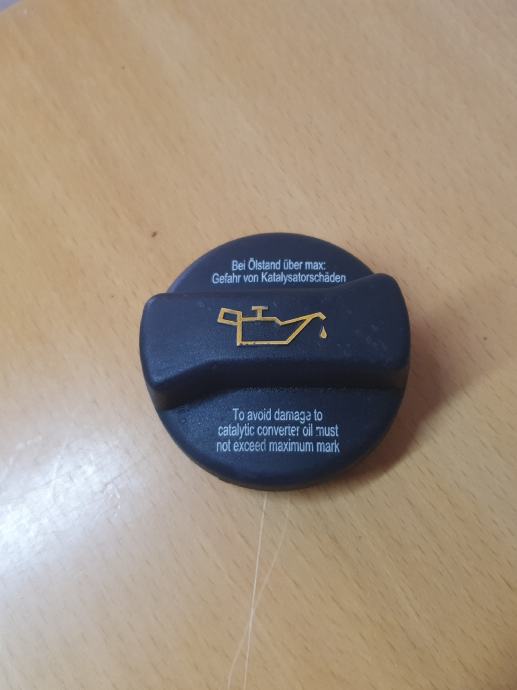 Bei Ölstand über max:
Gefahr von Katalysatorschäden
To avoid damage to
catalytic converter oil must
not exceed maximum mark